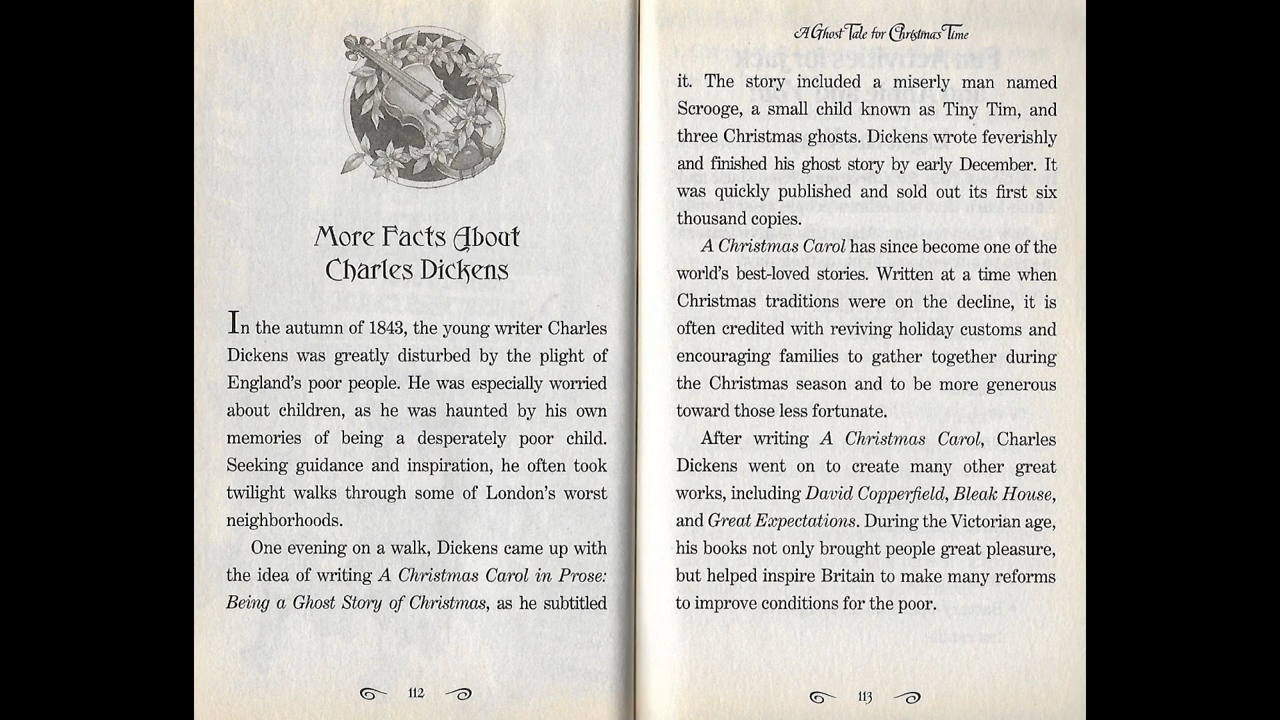 More Facts About
Charles Dickens
In the autumn of 1843, the young writer Charles
Dickens was greatly disturbed by the plight of
England's poor people. He was especially worried
about children, as he was haunted by his own
memories of being a desperately poor child.
Seeking guidance and inspiration, he often took
twilight walks through some of London's worst
neighborhoods.
One evening on a walk, Dickens came up with
the idea of writing A Christmas Carol in Prose:
Being a Ghost Story of Christmas, as he subtitled
112
A Ghost Tale for Christmas Time
it. The story included a miserly man named
Scrooge, a small child known as Tiny Tim, and
three Christmas ghosts. Dickens wrote feverishly
and finished his ghost story by early December. It
was quickly published and sold out its first six
thousand copies.
A Christmas Carol has since become one of the
world's best-loved stories. Written at a time when
Christmas traditions were on the decline, it is
often credited with reviving holiday customs and
encouraging families to gather together during
the Christmas season and to be more generous
toward those less fortunate.
After writing A Christmas Carol, Charles
Dickens went on to create many other great
works, including David Copperfield, Bleak House,
and Great Expectations. During the Victorian age,
his books not only brought people great pleasure,
but helped inspire Britain to make many reforms
to improve conditions for the poor.
113